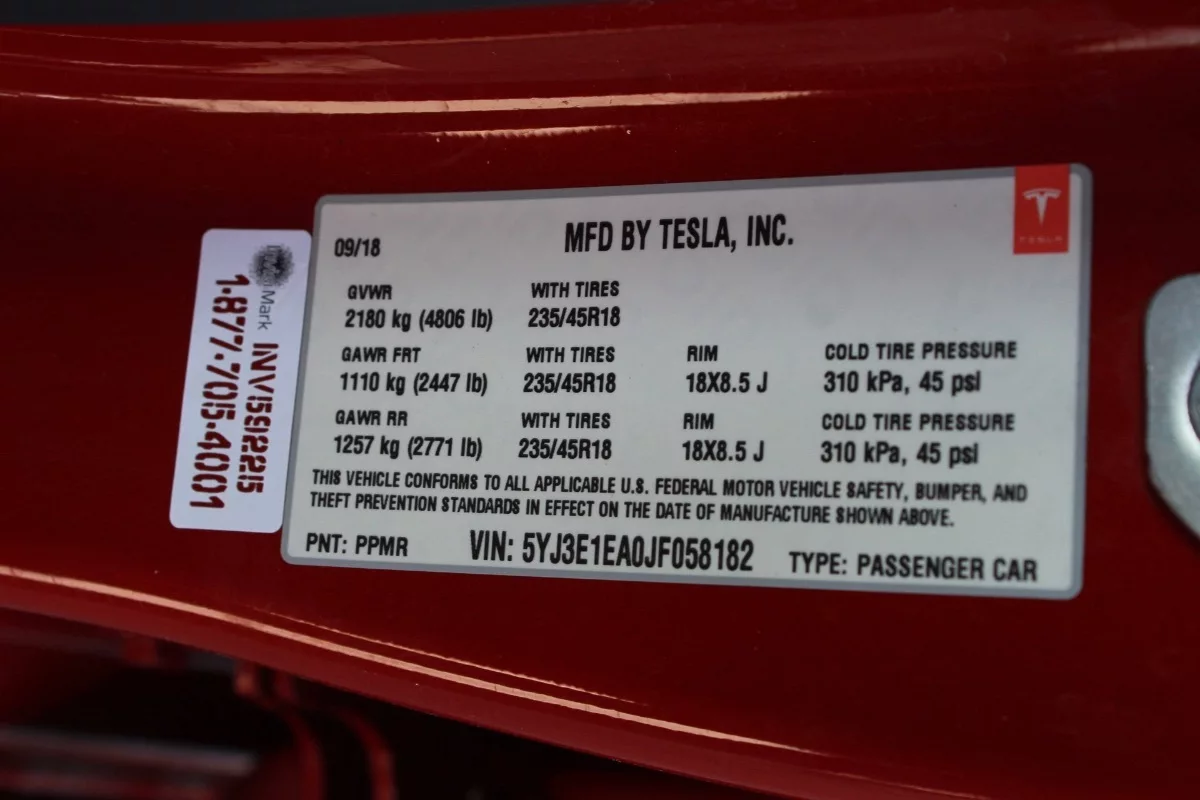 09/18
MFD BY TESLA, INC.
TESLA
GVWR WITH TIRES
2180 kg (4806 lb) 235/45R18
GAWR FRT WITH TIRES RIM COLD TIRE PRESSURE
1110 kg (2447 lb) 235/45R18 18X8.5 J 310 kPa, 45 psi
GAWR RR WITH TIRES RIM COLD TIRE PRESSURE
1257 kg (2771 lb) 235/45R18 18X8.5 J 310 kPa, 45 psi
THIS VEHICLE CONFORMS TO ALL APPLICABLE U.S. FEDERAL MOTOR VEHICLE SAFETY, BUMPER, AND
THEFT PREVENTION STANDARDS IN EFFECT ON THE DATE OF MANUFACTURE SHOWN ABOVE.
PNT: PPMR VIN: 5YJ3E1EA0JF058182 TYPE: PASSENGER CAR
Mark INV592215
1-877-705-4001